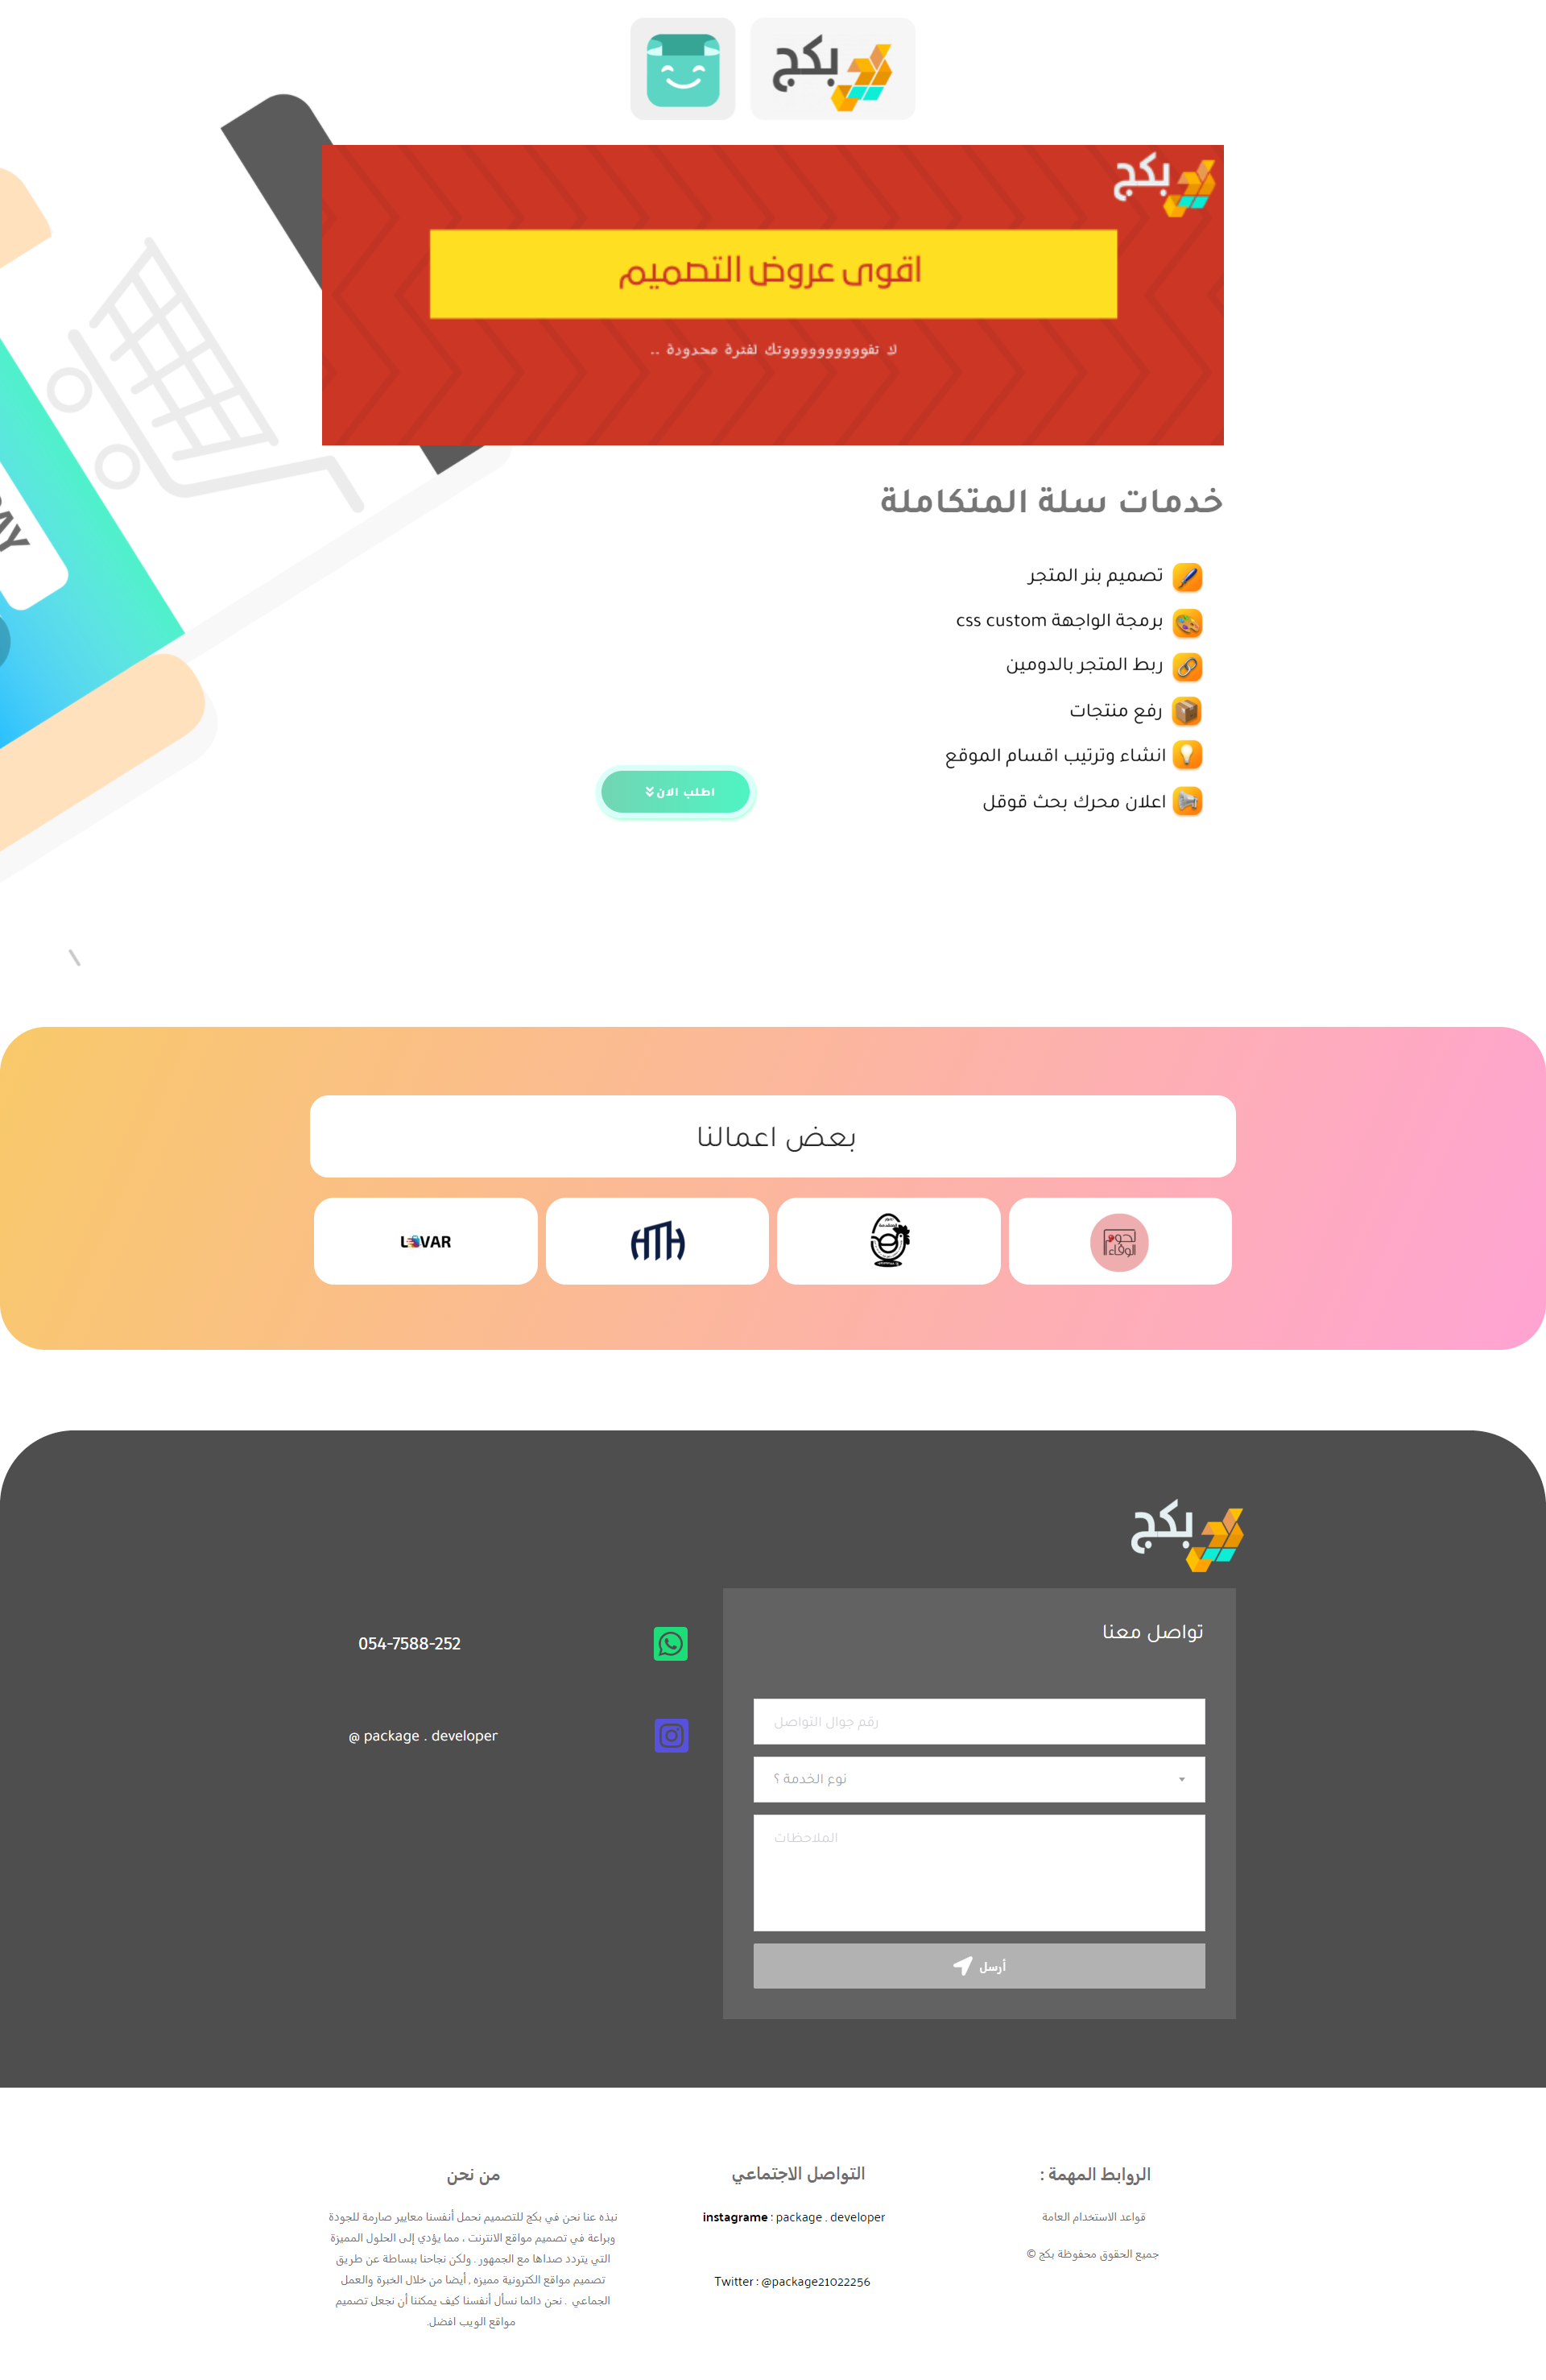 بكج
بكج
اقوى عروض التصميم
لا تفووووووووووتك لفترة محدودة ..
خدمات سلة المتكاملة
تصميم بنر المتجر
برمجة الواجهة css custom
ربط المتجر بالدومين
رفع منتجات
انشاء وترتيب اقسام الموقع
اعلان محرك بحث قوقل
اطلب الان
بعض اعمالنا
لحوم الوفاء
HTH
LOVAR
بكج
تواصل معنا
رقم جوال التواصل
نوع الخدمة ؟
الملاحظات
أرسل
054-7588-252
@ package . developer
الروابط المهمة :
قواعد الاستخدام العامة
جميع الحقوق محفوظة بكج ©
التواصل الاجتماعي
instagrame : package . developer
Twitter : @package21022256
من نحن
نبذه عنا نحن في بكج للتصميم نحمل أنفسنا معايير صارمة للجودة
وبراعة في تصميم مواقع الانترنت ، مما يؤدي إلى الحلول المميزة
التي يتردد صداها مع الجمهور . ولكن نجاحنا ببساطة عن طريق
تصميم مواقع الكترونية مميزه , أيضا من خلال الخبرة والعمل
الجماعي . نحن دائما نسأل أنفسنا كيف يمكننا أن نجعل تصميم
مواقع الويب افضل.